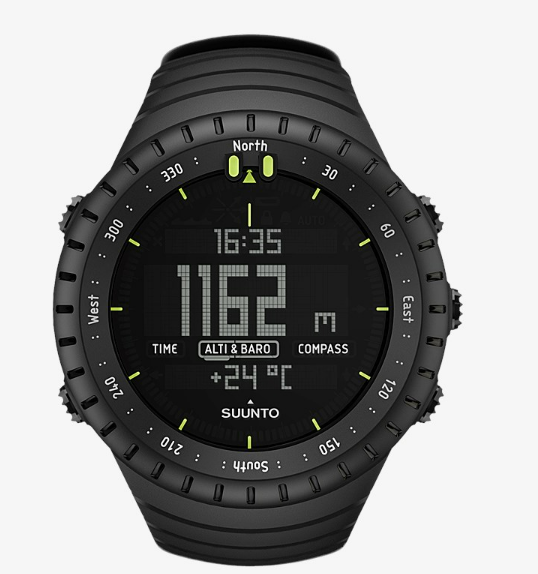 North
30
60
East
120
150
South
210
240
West
300
330
16:35
1162 m
TIME ALTI & BARO COMPASS
+24 °C
SUUNTO